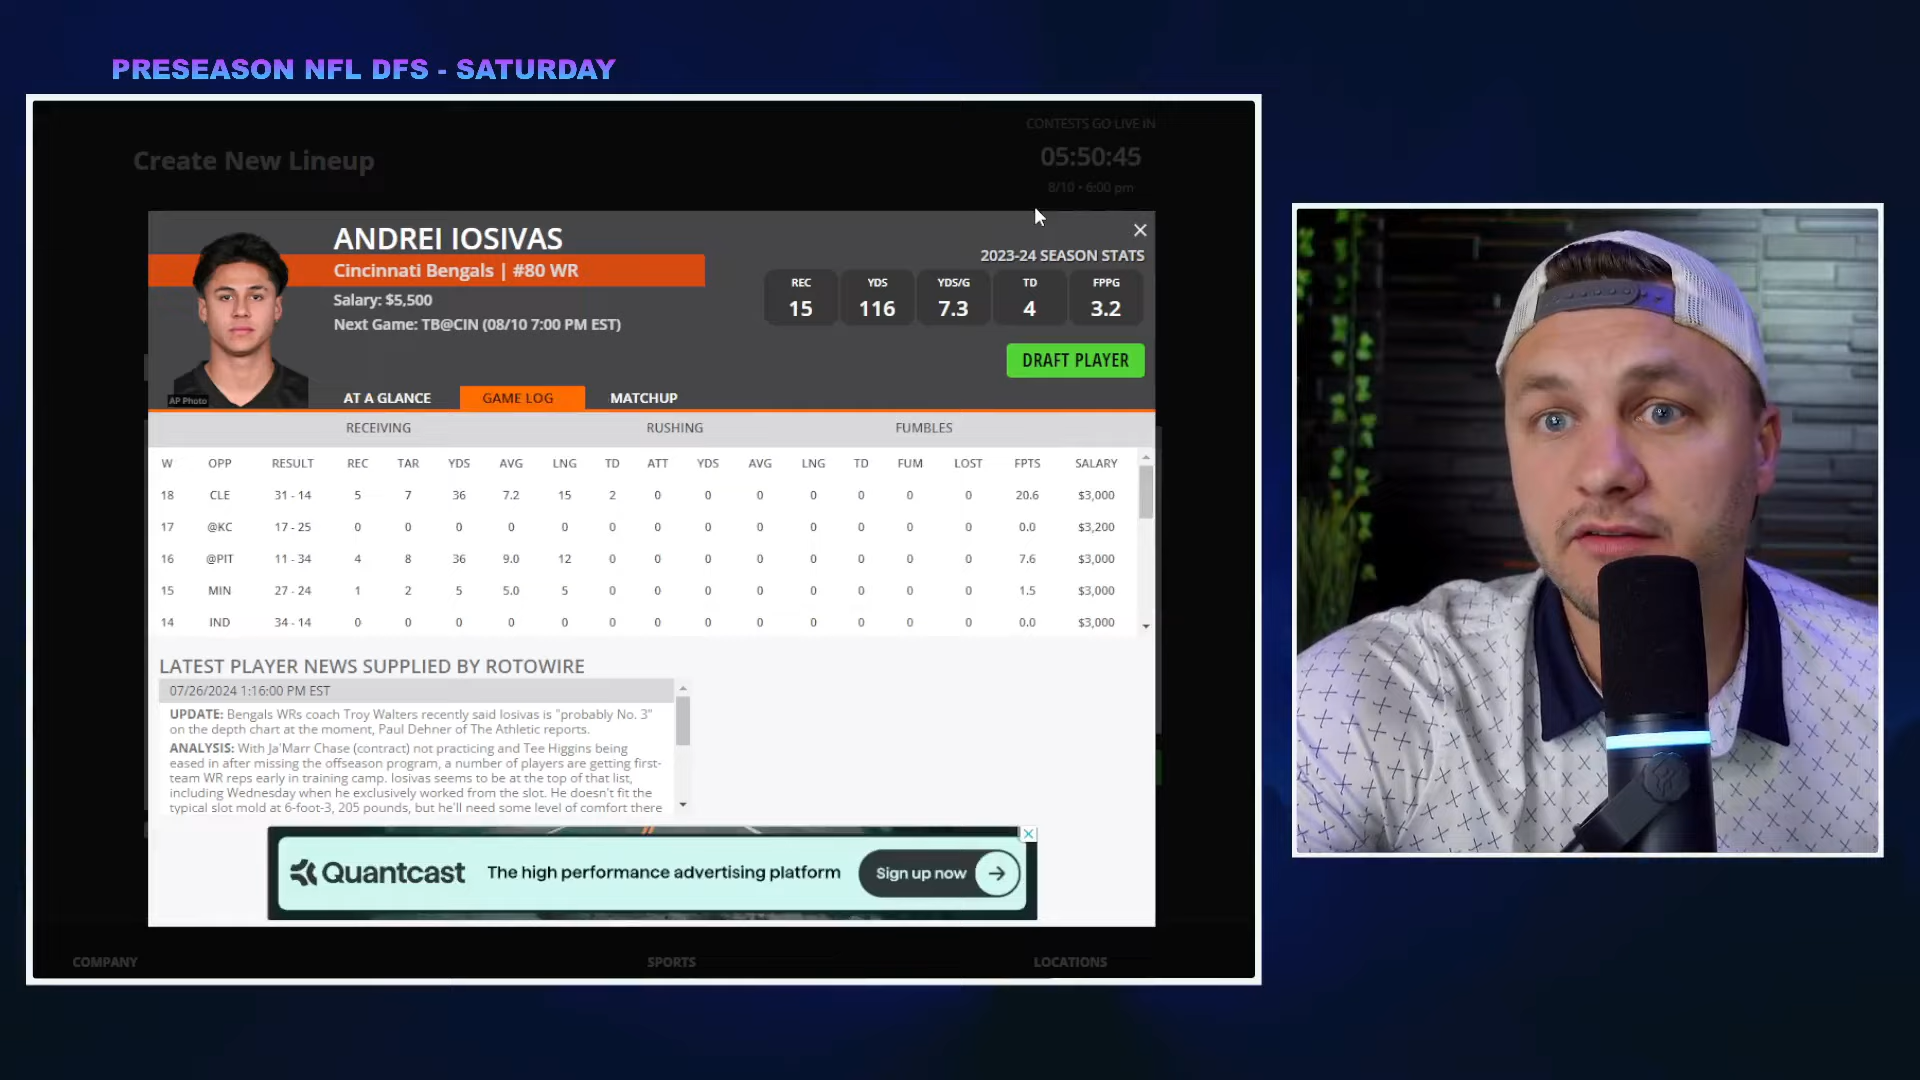 PRESEASON NFL DFS - SATURDAY
CONTESTS GO LIVE IN
Create New Lineup
05:50:45
8/10 • 6:00 pm
ANDREI IOSIVAS
Cincinnati Bengals | #80 WR
Salary: $5,500
Next Game: TB@CIN (08/10 7:00 PM EST)
2023-24 SEASON STATS
REC YDS YDS/G TD FPPG
15 116 7.3 4 3.2
DRAFT PLAYER
AP Photo
AT A GLANCE GAME LOG MATCHUP
RECEIVING RUSHING FUMBLES
W OPP RESULT REC TAR YDS AVG LNG TD ATT YDS AVG LNG TD FUM LOST FPTS SALARY
18 CLE 31 - 14 5 7 36 7.2 15 2 0 0 0 0 0 0 0 20.6 $3,000
17 @KC 17 - 25 0 0 0 0 0 0 0 0 0 0 0 0 0 0.0 $3,200
16 @PIT 11 - 34 4 8 36 9.0 12 0 0 0 0 0 0 0 0 7.6 $3,000
15 MIN 27 - 24 1 2 5 5.0 5 0 0 0 0 0 0 0 0 1.5 $3,000
14 IND 34 - 14 0 0 0 0 0 0 0 0 0 0 0 0 0 0.0 $3,000
LATEST PLAYER NEWS SUPPLIED BY ROTOWIRE
07/26/2024 1:16:00 PM EST
UPDATE: Bengals WRs coach Troy Walters recently said Iosivas is "probably No. 3"
on the depth chart at the moment, Paul Dehner of The Athletic reports.
ANALYSIS: With Ja'Marr Chase (contract) not practicing and Tee Higgins being
eased in after missing the offseason program, a number of players are getting first-
team WR reps early in training camp. Iosivas seems to be at the top of that list,
including Wednesday when he exclusively worked from the slot. He doesn't fit the
typical slot mold at 6-foot-3, 205 pounds, but he'll need some level of comfort there
Quantcast The high performance advertising platform Sign up now
COMPANY SPORTS LOCATIONS